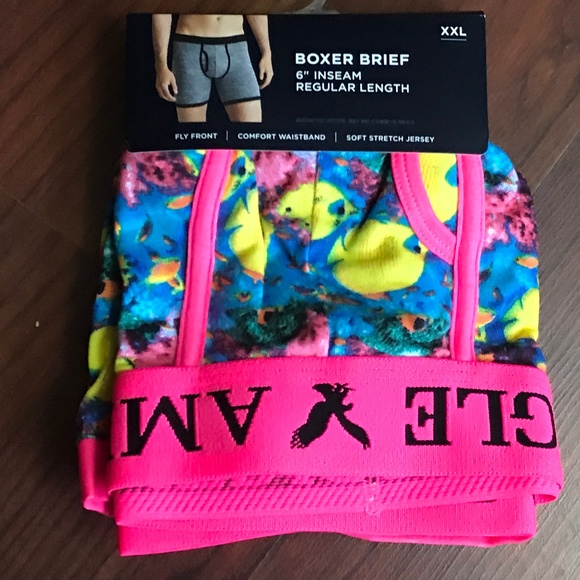 XXL
BOXER BRIEF
6" INSEAM
REGULAR LENGTH
FLY FRONT | COMFORT WAISTBAND | SOFT STRETCH JERSEY
GLE AM